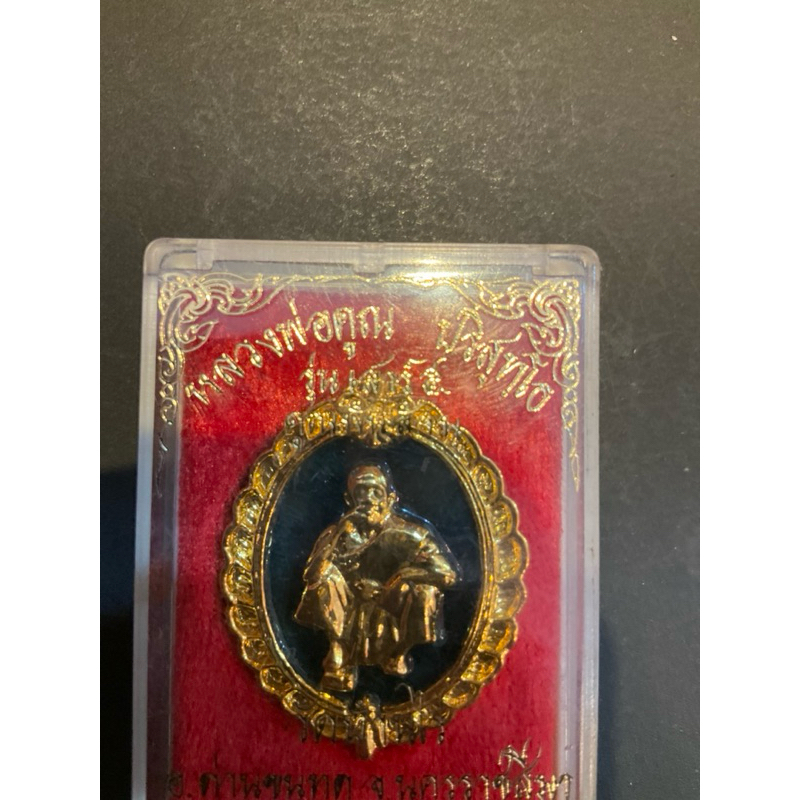 หลวงพ่อคูณ ปริสุทฺโธ
รุ่น เสาร์ ๕
อ.ด่านขุนทด จ.นครราชสีมา